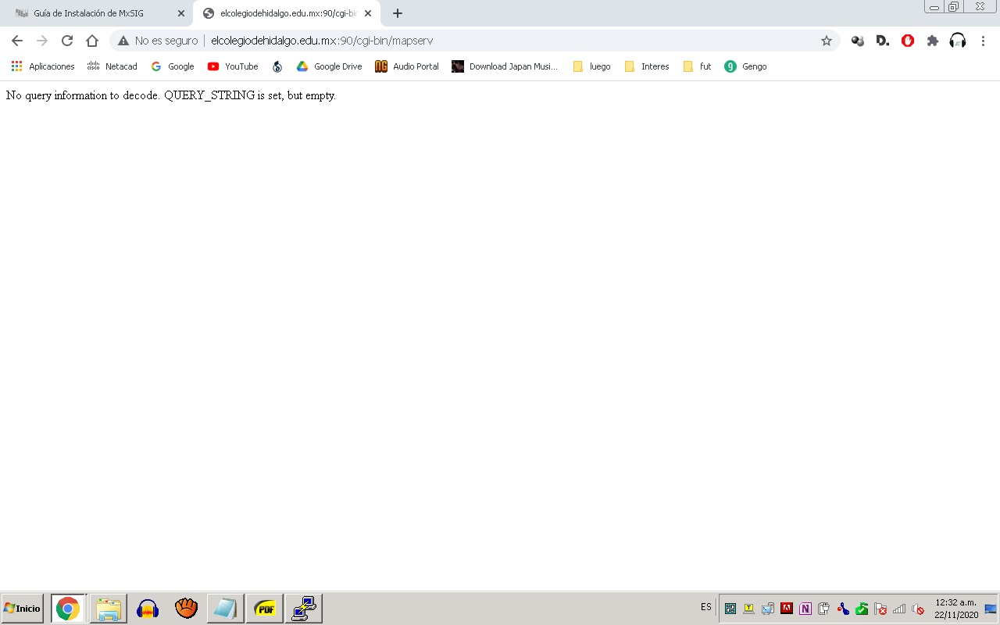 Guía de Instalación de MxSIG
elcolegiodehidalgo.edu.mx:90/cgi-bin
No es seguro elcolegiodehidalgo.edu.mx:90/cgi-bin/mapserv
Aplicaciones Netacad Google YouTube Google Drive Audio Portal Download Japan Musi... luego Interes fut Gengo
No query information to decode. QUERY_STRING is set, but empty.
Inicio
PDF
ES
12:32 a.m.
22/11/2020